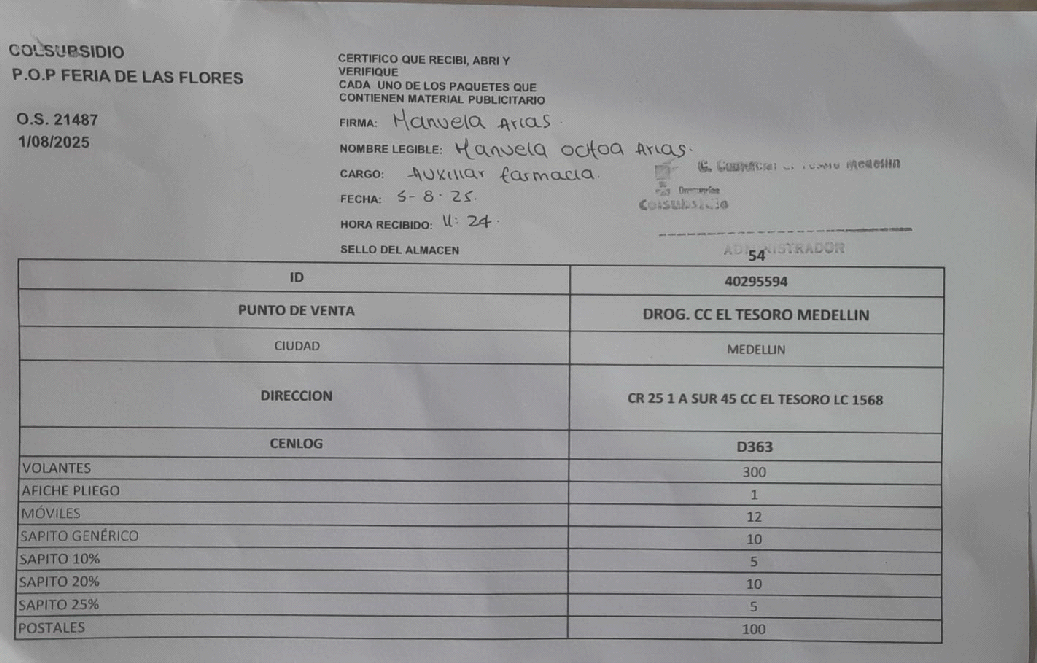 COLSUBSIDIO
P.O.P FERIA DE LAS FLORES
O.S. 21487
1/08/2025
CERTIFICO QUE RECIBI, ABRI Y
VERIFIQUE
CADA UNO DE LOS PAQUETES QUE
CONTIENEN MATERIAL PUBLICITARIO
FIRMA: Manuela Arias.
NOMBRE LEGIBLE: Manuela ochoa Arias.
CARGO: Auxiliar farmacia.
FECHA: 5-8-25.
HORA RECIBIDO: 11:24.
SELLO DEL ALMACEN
Medellin
Colsubsidio
ADMINISTRADOR
54
ID 40295594
PUNTO DE VENTA DROG. CC EL TESORO MEDELLIN
CIUDAD MEDELLIN
DIRECCION CR 25 1 A SUR 45 CC EL TESORO LC 1568
CENLOG D363
VOLANTES 300
AFICHE PLIEGO 1
MÓVILES 12
SAPITO GENÉRICO 10
SAPITO 10% 5
SAPITO 20% 10
SAPITO 25% 5
POSTALES 100